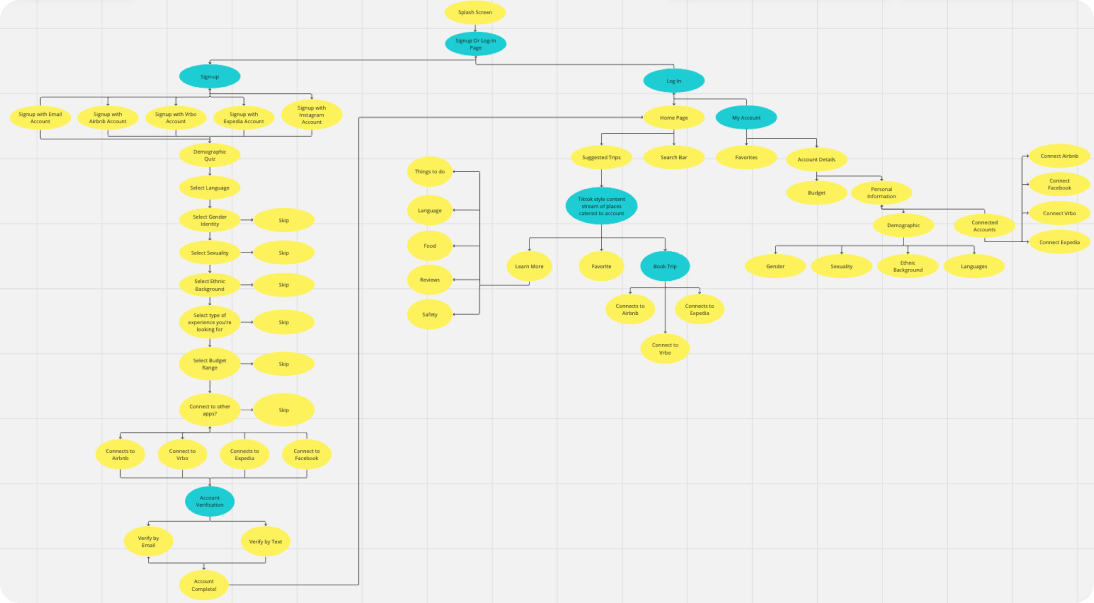 Splash Screen
Signup Or Log-In
Page
Signup
Log In
Signup with Email
Account
Signup with
Airbnb Account
Signup with Vrbo
Account
Signup with
Expedia Account
Signup with
Instagram
Account
Home Page
My Account
Demographic
Quiz
Suggested Trips
Search Bar
Favorites
Account Details
Connect Airbnb
Things to do
Select Language
Budget
Personal
Information
Connect
Facebook
Tiktok style content
stream of places
catered to account
Language
Select Gender
Identity
Skip
Demographic
Connected
Accounts
Connect Vrbo
Connect Expedia
Food
Select Sexuality
Skip
Learn More
Favorite
Book Trip
Gender
Sexuality
Ethnic
Background
Languages
Reviews
Select Ethnic
Background
Skip
Connects to
Airbnb
Connects to
Expedia
Safety
Select type of
experience you're
looking for
Skip
Connect to
Vrbo
Select Budget
Range
Skip
Connect to other
apps?
Skip
Connects to
Airbnb
Connect to
Vrbo
Connects to
Expedia
Connect to
Facebook
Account
Verification
Verify by
Email
Verify by Text
Account
Complete!